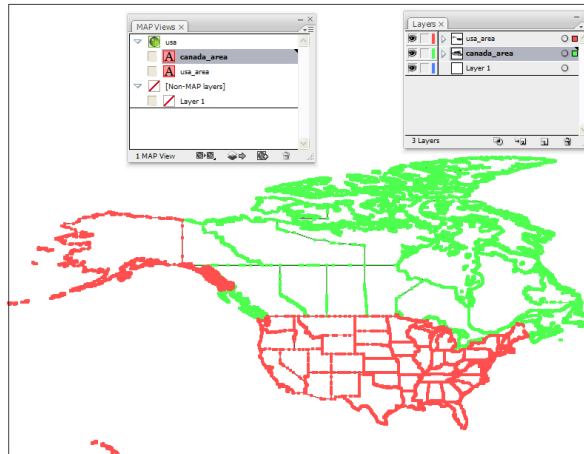 MAP Views ×
usa
A canada_area
A usa_area
[Non-MAP layers]
Layer 1
1 MAP View
Layers ×
usa_area
canada_area
Layer 1
3 Layers